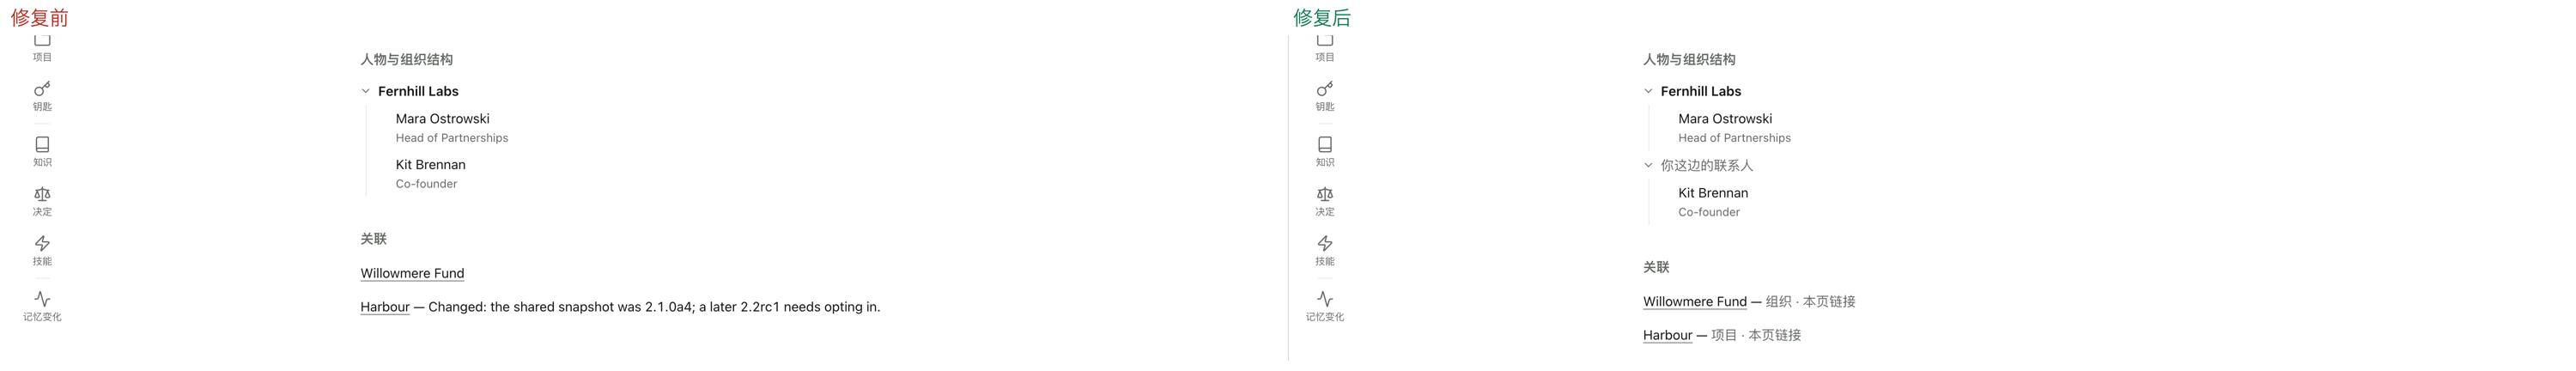 修复前
项目
钥匙
知识
决定
技能
记忆变化
人物与组织结构
Fernhill Labs
Mara Ostrowski
Head of Partnerships
Kit Brennan
Co-founder
关联
Willowmere Fund
Harbour — Changed: the shared snapshot was 2.1.0a4; a later 2.2rc1 needs opting in.
修复后
项目
钥匙
知识
决定
技能
记忆变化
人物与组织结构
Fernhill Labs
Mara Ostrowski
Head of Partnerships
你这边的联系人
Kit Brennan
Co-founder
关联
Willowmere Fund — 组织 · 本页链接
Harbour — 项目 · 本页链接